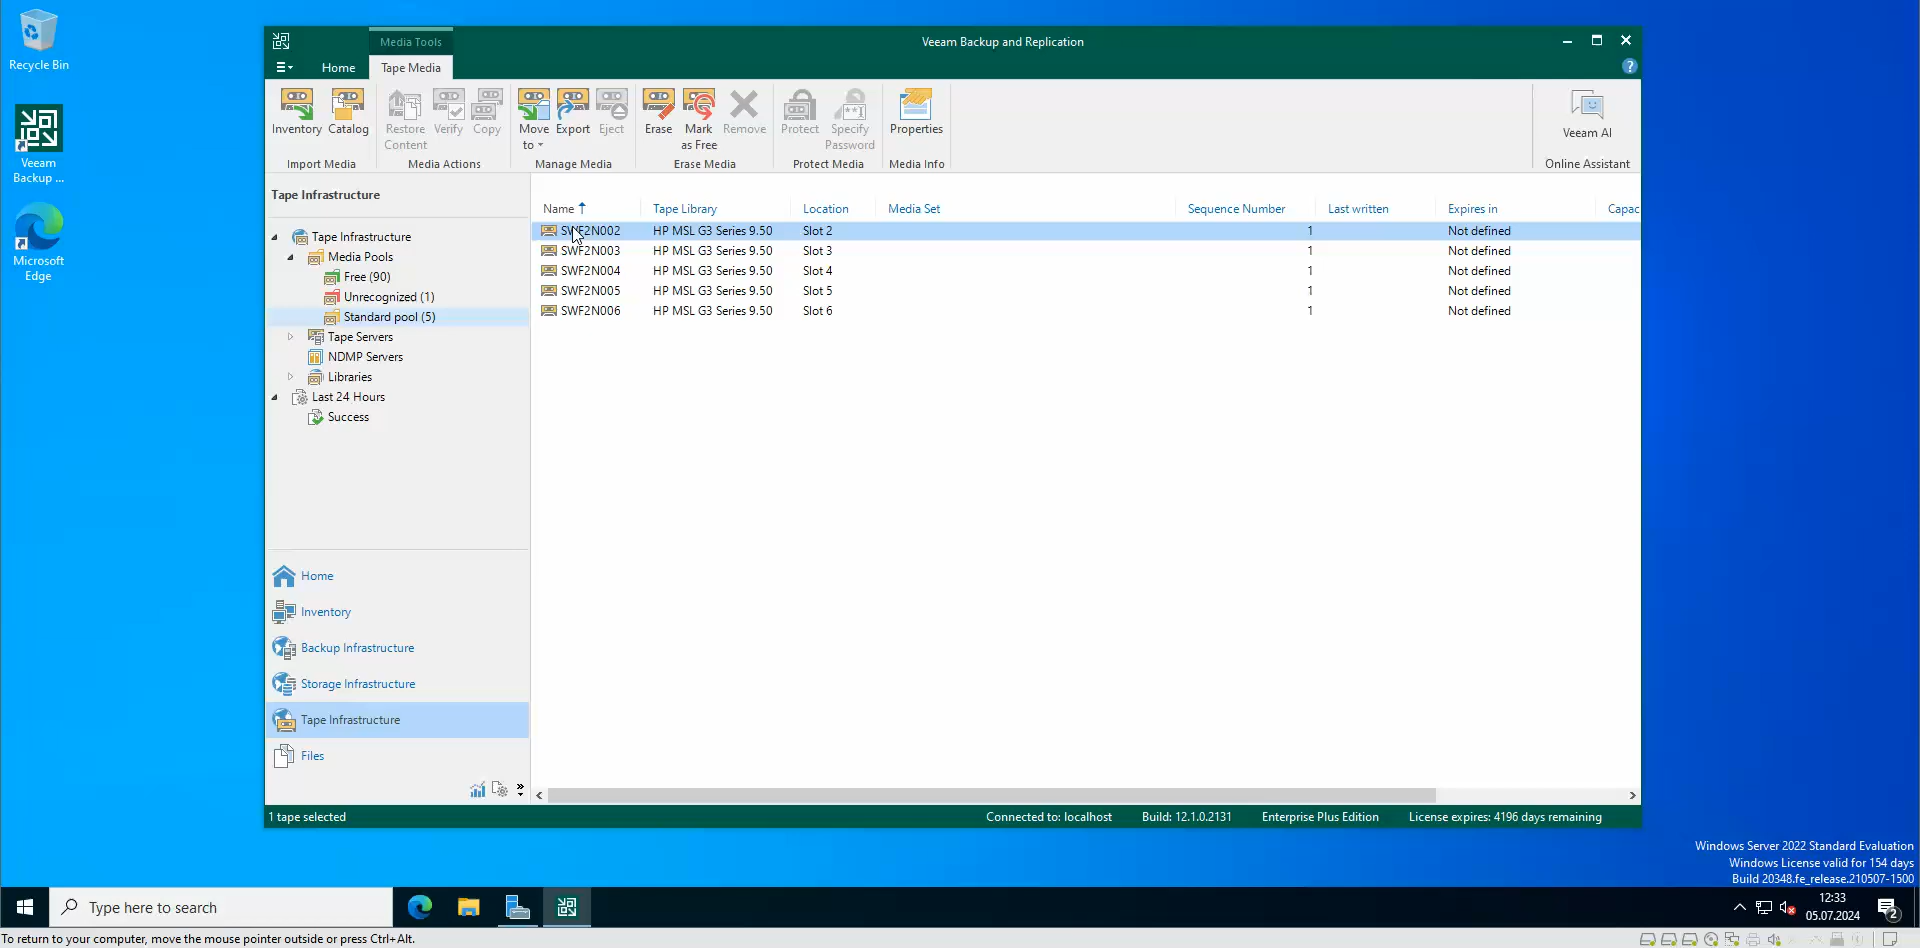 Recycle Bin
Veeam
Backup ...
Microsoft
Edge
Media Tools
Veeam Backup and Replication
Home
Tape Media
Inventory
Catalog
Import Media
Restore
Content
Verify
Copy
Media Actions
Move
to
Export
Eject
Manage Media
Erase
Mark
as Free
Remove
Erase Media
Protect
Specify
Password
Protect Media
Properties
Media Info
Veeam AI
Online Assistant
Tape Infrastructure
Tape Infrastructure
Media Pools
Free (90)
Unrecognized (1)
Standard pool (5)
Tape Servers
NDMP Servers
Libraries
Last 24 Hours
Success
Home
Inventory
Backup Infrastructure
Storage Infrastructure
Tape Infrastructure
Files
Name Tape Library Location Media Set Sequence Number Last written Expires in Capac
SWF2N002 HP MSL G3 Series 9.50 Slot 2 1 Not defined
SWF2N003 HP MSL G3 Series 9.50 Slot 3 1 Not defined
SWF2N004 HP MSL G3 Series 9.50 Slot 4 1 Not defined
SWF2N005 HP MSL G3 Series 9.50 Slot 5 1 Not defined
SWF2N006 HP MSL G3 Series 9.50 Slot 6 1 Not defined
1 tape selected
Connected to: localhost
Build: 12.1.0.2131
Enterprise Plus Edition
License expires: 4196 days remaining
Windows Server 2022 Standard Evaluation
Windows License valid for 154 days
Build 20348.fe_release.210507-1500
Type here to search
12:33
05.07.2024
2
To return to your computer, move the mouse pointer outside or press Ctrl+Alt.